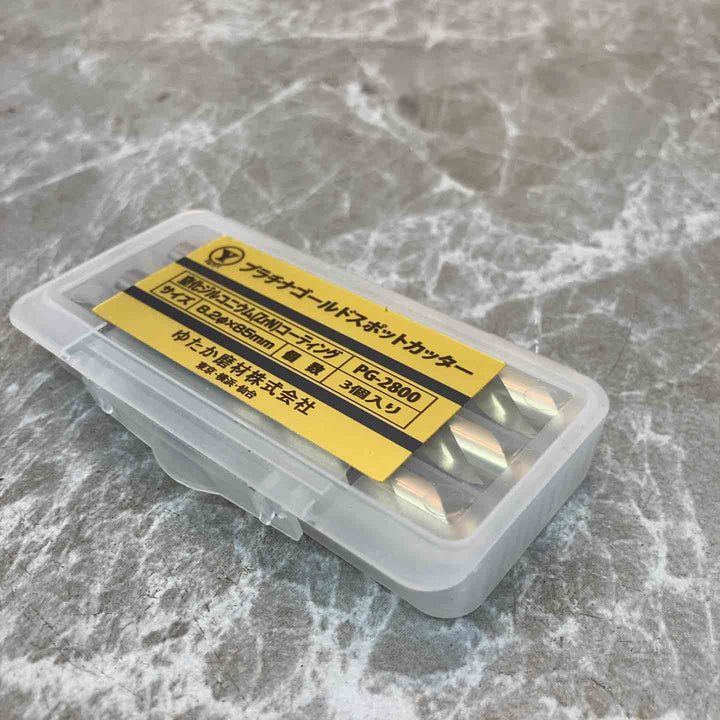 プラチナゴールドスポットカッター
窒化ジルコニウム(ZrN)コーティング PG-2800
サイズ 8.2φ×85mm 個数 3個入り
ゆたか磨材株式会社
東京・横浜・仙台